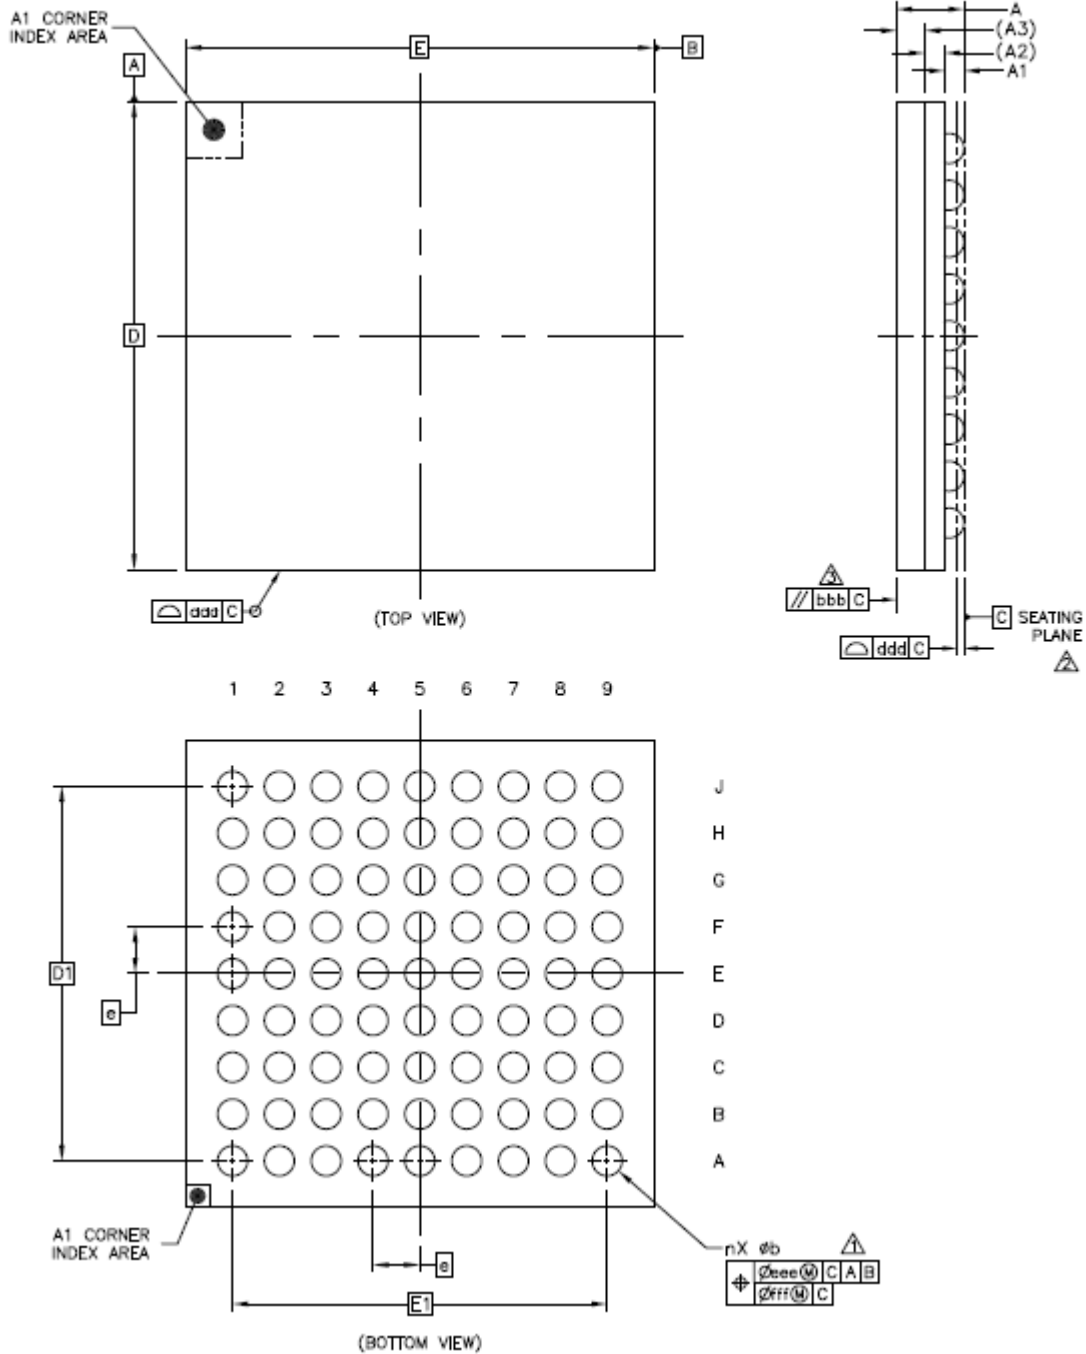 A1 CORNER
INDEX AREA
A
E
B
D
ddd C
(TOP VIEW)
A
(A3)
(A2)
A1
3
// bbb C
ddd C
C SEATING
PLANE
2
1 2 3 4 5 6 7 8 9
J
H
G
F
E
D
C
B
A
D1
e
A1 CORNER
INDEX AREA
e
E1
(BOTTOM VIEW)
nX øb
1
Øeee Ⓜ C A B
Øfff Ⓜ C